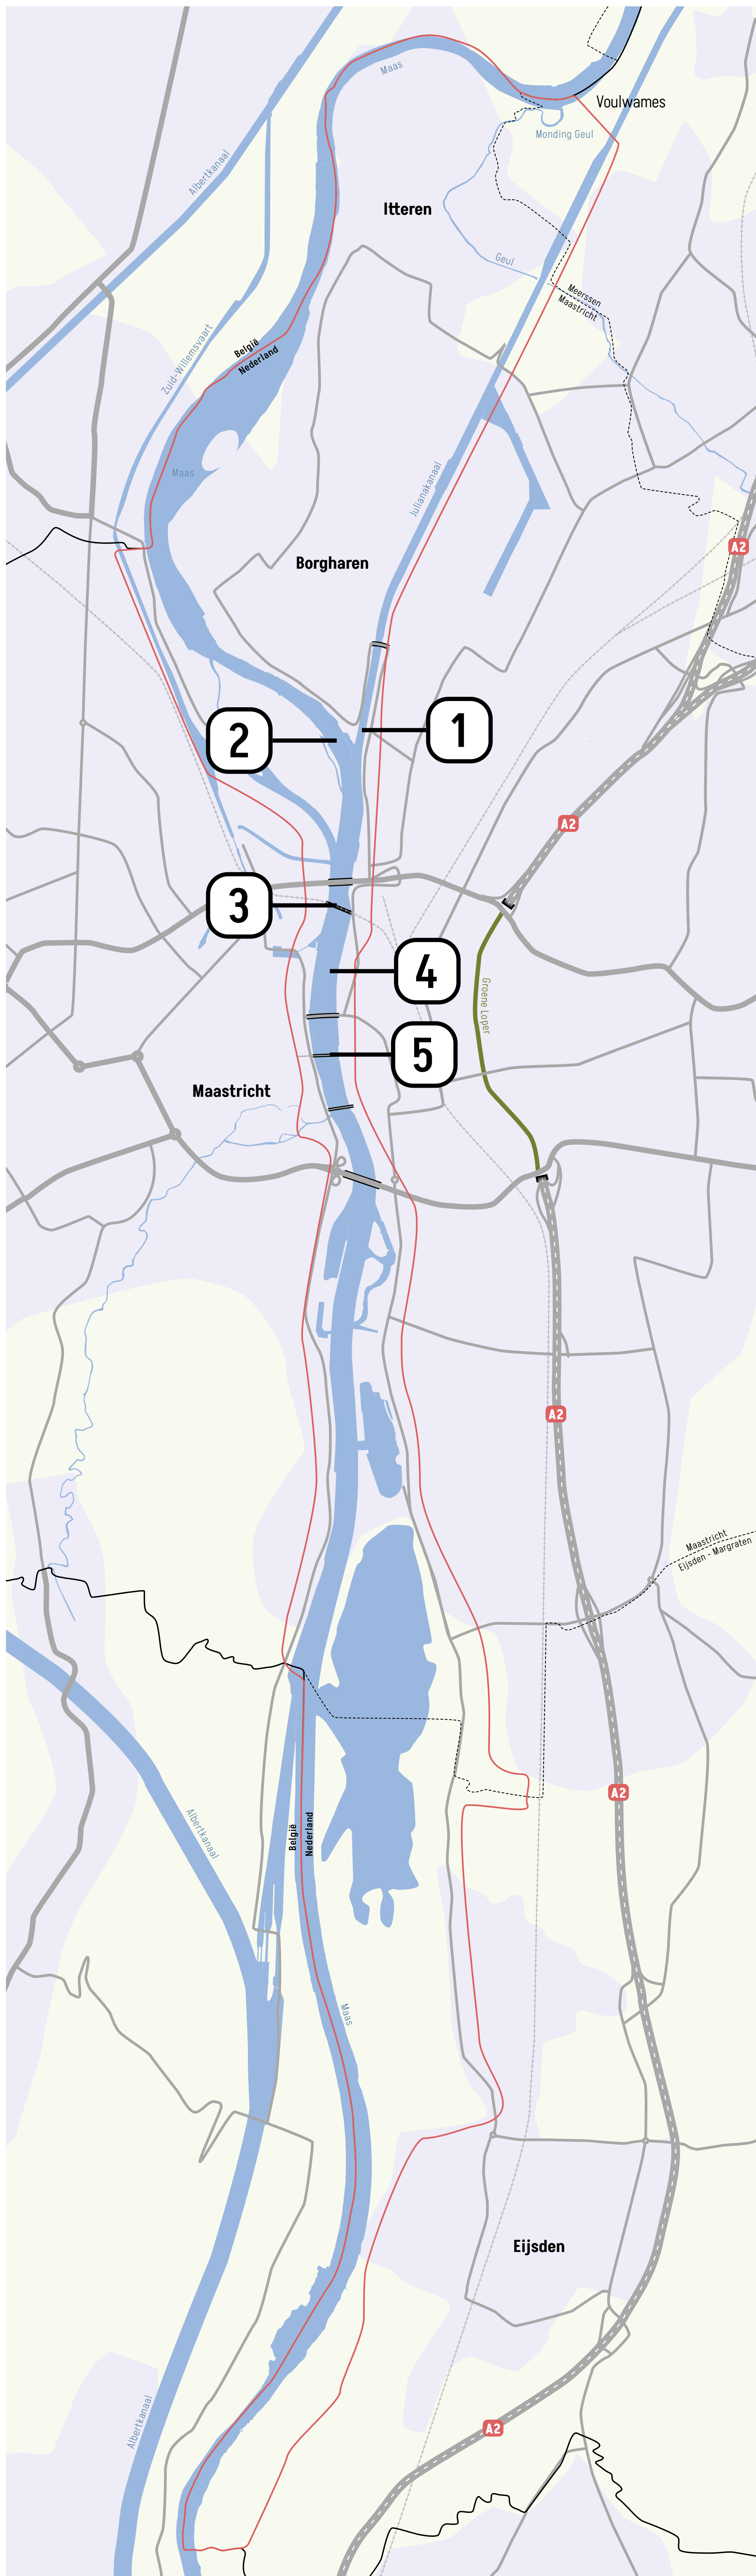 Maas
Voulwames
Monding Geul
Albertkanaal
Itteren
Geul
Meerssen
Maastricht
Zuid-Willemsvaart
België
Nederland
Maas
Julianakanaal
A2
Borgharen
1
2
A2
3
4
Groene Loper
5
Maastricht
A2
Maastricht
Eijsden - Margraten
A2
Albertkanaal
België
Nederland
Maas
Eijsden
Albertkanaal
A2